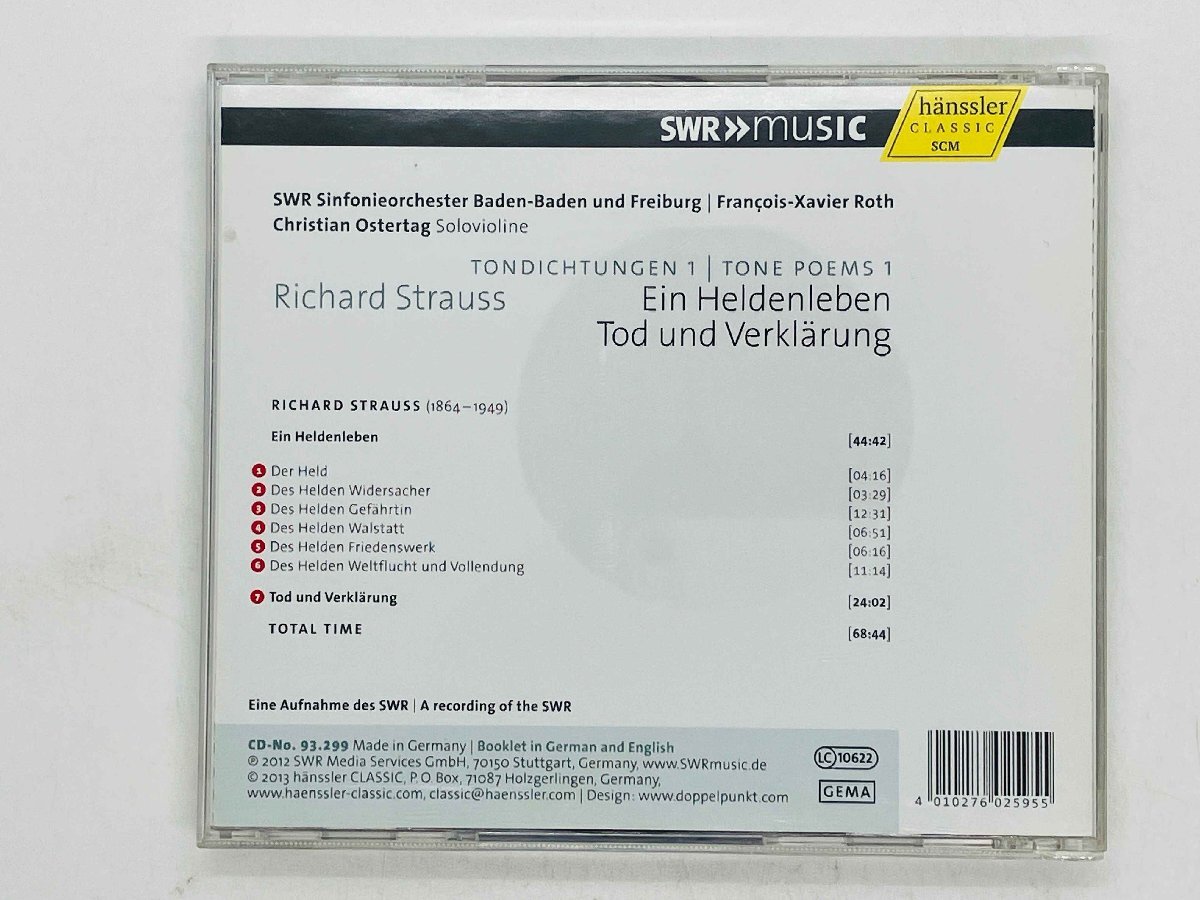 SWR>>music
hänssler
CLASSIC
SCM
SWR Sinfonieorchester Baden-Baden und Freiburg | François-Xavier Roth
Christian Ostertag Solovioline
TONDICHTUNGEN 1 | TONE POEMS 1
Richard Strauss Ein Heldenleben
Tod und Verklärung
RICHARD STRAUSS (1864–1949)
Ein Heldenleben [44:42]
1 Der Held [04:16]
2 Des Helden Widersacher [03:29]
3 Des Helden Gefährtin [12:31]
4 Des Helden Walstatt [06:51]
5 Des Helden Friedenswerk [06:16]
6 Des Helden Weltflucht und Vollendung [11:14]
7 Tod und Verklärung [24:02]
TOTAL TIME [68:44]
Eine Aufnahme des SWR | A recording of the SWR
CD-No. 93.299 Made in Germany | Booklet in German and English
℗ 2012 SWR Media Services GmbH, 70150 Stuttgart, Germany, www.SWRmusic.de
© 2013 hänssler CLASSIC, P.O. Box, 71087 Holzgerlingen, Germany,
www.haenssler-classic.com, classic@haenssler.com | Design: www.doppelpunkt.com
LC 10622
GEMA
4 010276 025955